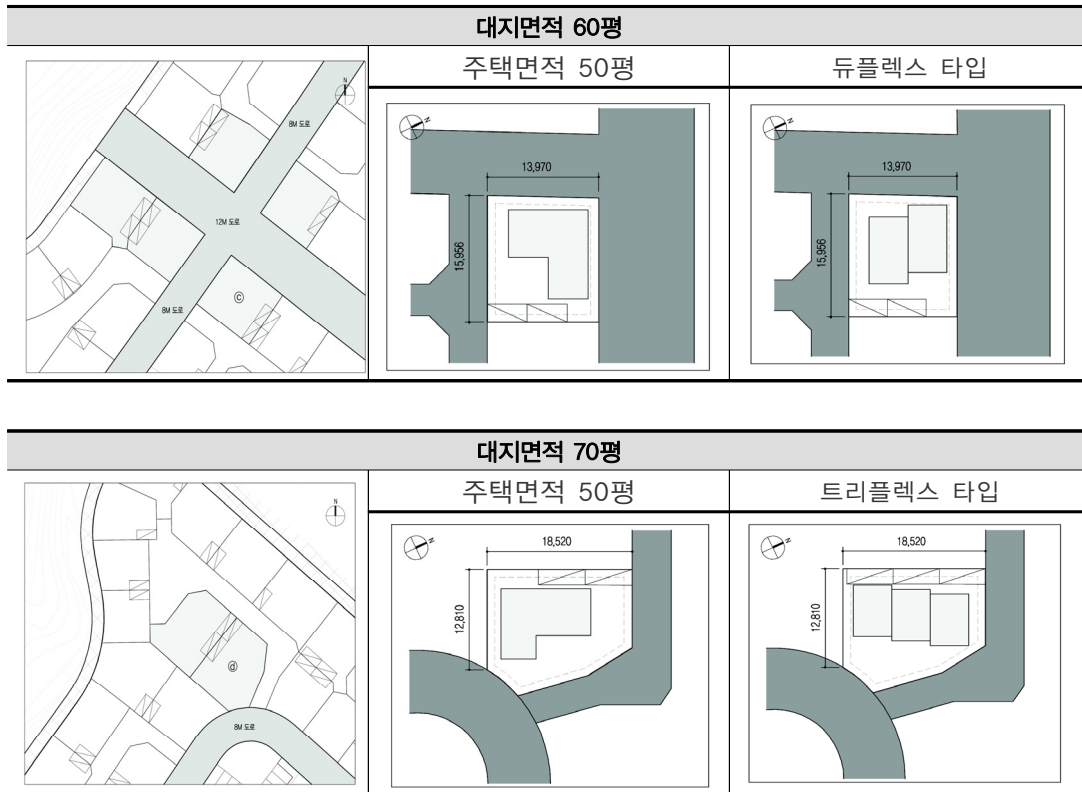 대지면적 60평
주택면적 50평
듀플렉스 타입
N
8M 도로
12M 도로
ⓒ
8M 도로
N
13,970
15,956
N
13,970
15,956
대지면적 70평
주택면적 50평
트리플렉스 타입
N
ⓓ
8M 도로
N
18,520
12,810
N
18,520
12,810